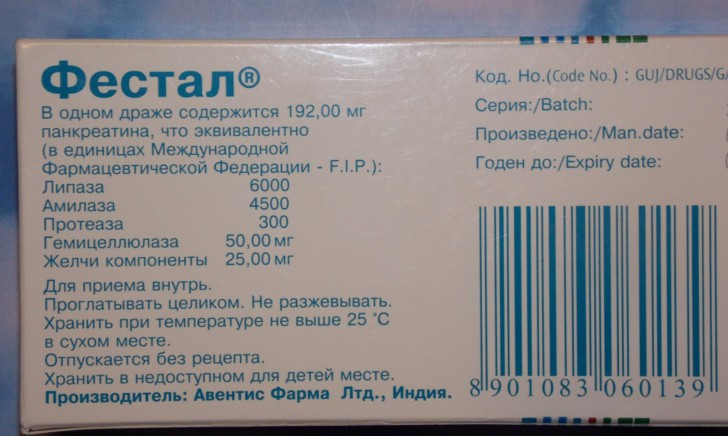 Фестал®
В одном драже содержится 192,00 мг
панкреатина, что эквивалентно
(в единицах Международной
Фармацевтической Федерации - F.I.P.):
Липаза 6000
Амилаза 4500
Протеаза 300
Гемицеллюлаза 50,00 мг
Желчи компоненты 25,00 мг
Для приема внутрь.
Проглатывать целиком. Не разжевывать.
Хранить при температуре не выше 25 °С
в сухом месте.
Отпускается без рецепта.
Хранить в недоступном для детей месте.
Производитель: Авентис Фарма Лтд., Индия.
Код. Но.(Code No.) : GUJ/DRUGS/G
Серия:/Batch:
Произведено:/Man.date:
Годен до:/Expiry date:
8 901083 060139